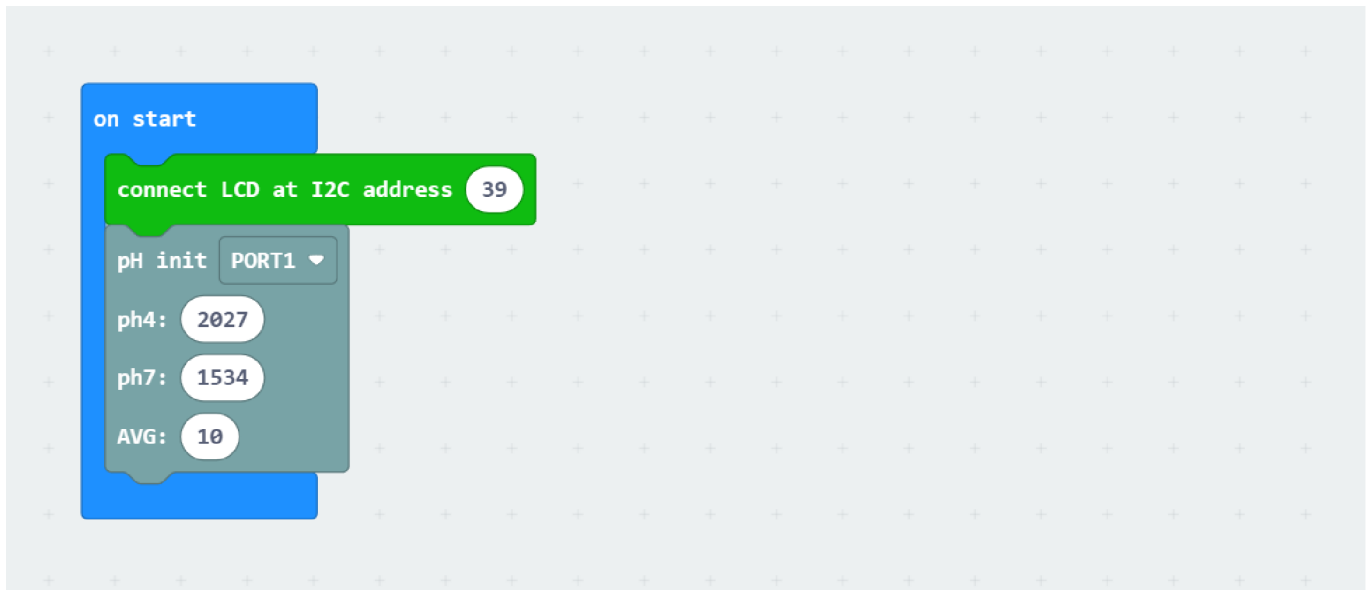 on start
connect LCD at I2C address 39
pH init PORT1
ph4: 2027
ph7: 1534
AVG: 10